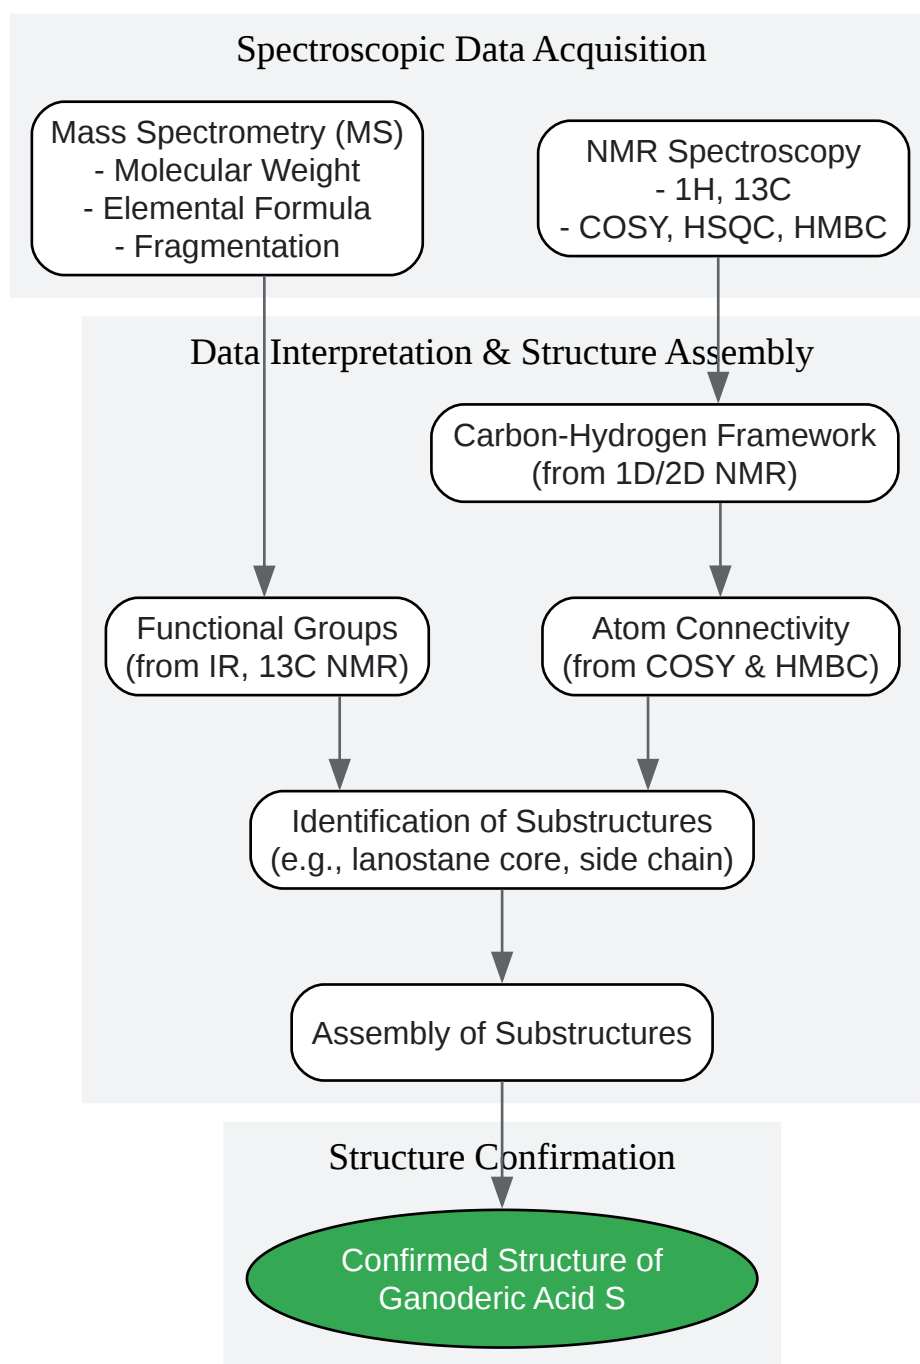 Spectroscopic Data Acquisition
Mass Spectrometry (MS)
- Molecular Weight
- Elemental Formula
- Fragmentation
NMR Spectroscopy
- 1H, 13C
- COSY, HSQC, HMBC
Data Interpretation & Structure Assembly
Carbon-Hydrogen Framework
(from 1D/2D NMR)
Functional Groups
(from IR, 13C NMR)
Atom Connectivity
(from COSY & HMBC)
Identification of Substructures
(e.g., lanostane core, side chain)
Assembly of Substructures
Structure Confirmation
Confirmed Structure of
Ganoderic Acid S